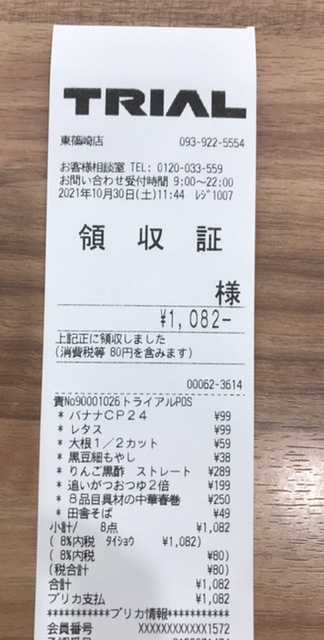 TRIAL
東篠崎店 093-922-5554
お客様相談室 TEL: 0120-033-559
お問い合わせ受付時間 9:00~22:00
2021年10月30日(土)11:44 ﾚｼﾞ1007
領収証
様
¥1,082-
上記正に領収しました
(消費税等 80円を含みます)
00062-3614
責No90001026トライアルPOS
* バナナCP24 ¥99
* レタス ¥99
* 大根1/2カット ¥59
* 黒豆細もやし ¥38
* りんご黒酢 ストレート ¥289
* 追いがつおつゆ2倍 ¥199
* 8品目具材の中華春巻 ¥250
* 田舎そば ¥49
小計/ 8点 ¥1,082
( 8%内税 ﾀｲｼｮｳ ¥1,082)
( 8%内税 ¥80)
(税合計 ¥80)
合計 ¥1,082
プリカ支払 ¥1,082
***********プリカ情報***********
会員番号 XXXXXXXXXXXX1572